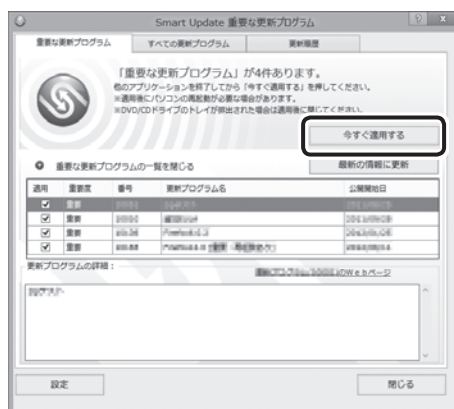 Smart Update 重要な更新プログラム
重要な更新プログラム
すべての更新プログラム
更新履歴
「重要な更新プログラム」が4件あります。
他のアプリケーションを終了してから「今すぐ適用する」を押してください。
※適用後にパソコンの再起動が必要な場合があります。
※DVD/CDドライブのトレイが排出された場合は適用後に閉じてください。
今すぐ適用する
重要な更新プログラムの一覧を閉じる
最新の情報に更新
適用 重要度 番号 更新プログラム名 公開開始日
重要
重要
重要
重要
更新プログラムの詳細：
のWebページ
設定
閉じる